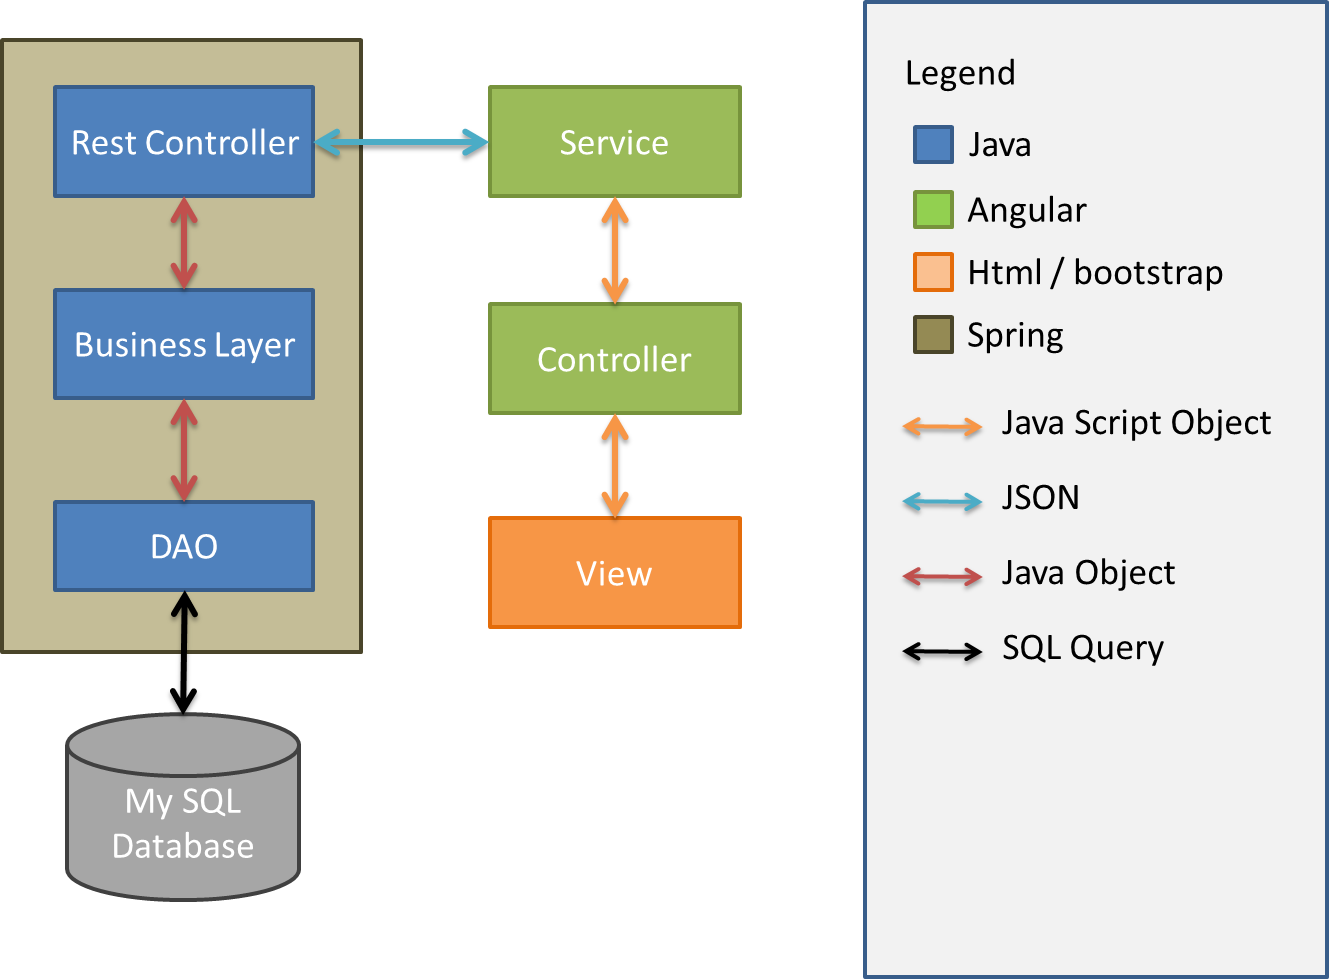 Rest Controller
Service
Business Layer
Controller
DAO
View
My SQL
Database
Legend
Java
Angular
Html / bootstrap
Spring
Java Script Object
JSON
Java Object
SQL Query